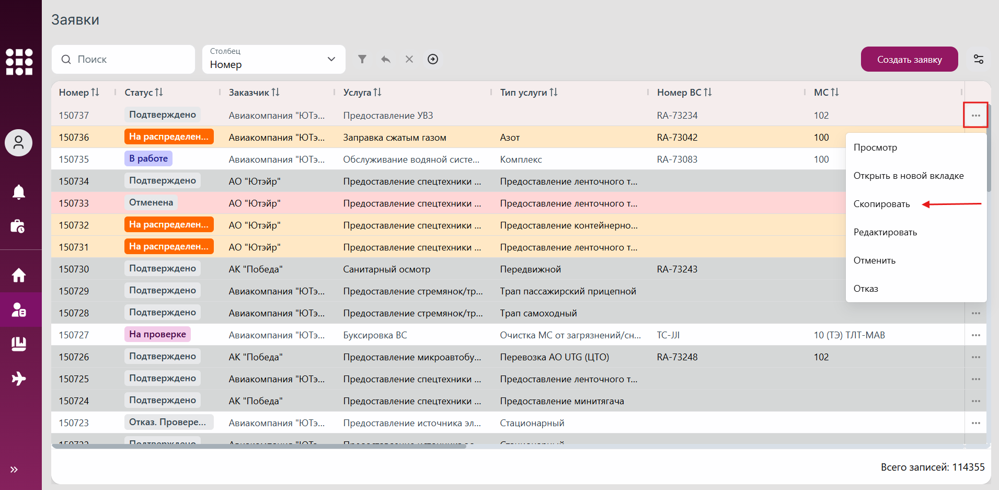 Заявки
Поиск
Столбец
Номер
Создать заявку
Номер Статус Заказчик Услуга Тип услуги Номер ВС МС
150737 Подтверждено Авиакомпания "ЮТэ... Предоставление УВЗ RA-73234 102
150736 На распределен... Авиакомпания "ЮТэ... Заправка сжатым газом Азот RA-73042 100
150735 В работе Авиакомпания "ЮТэ... Обслуживание водяной систе... Комплекс RA-73083 100
150734 Подтверждено АО "Ютэйр" Предоставление спецтехники ... Предоставление ленточного т...
150733 Отменена АО "Ютэйр" Предоставление спецтехники ... Предоставление ленточного т...
150732 На распределен... АО "Ютэйр" Предоставление спецтехники ... Предоставление контейнерно...
150731 На распределен... АО "Ютэйр" Предоставление спецтехники ... Предоставление ленточного т...
150730 Подтверждено АК "Победа" Санитарный осмотр Передвижной RA-73243
150729 Подтверждено Авиакомпания "ЮТэ... Предоставление стремянок/тр... Трап пассажирский прицепной
150728 Подтверждено Авиакомпания "ЮТэ... Предоставление стремянок/тр... Трап самоходный
150727 На проверке Авиакомпания "ЮТэ... Буксировка ВС Очистка МС от загрязнений/сн... TC-JJI 10 (ТЭ) ТЛТ-МАВ
150726 Подтверждено АК "Победа" Предоставление микроавтобу... Перевозка АО UTG (ЦТО) RA-73248 102
150725 Подтверждено Авиакомпания "ЮТэ... Предоставление спецтехники ... Предоставление ленточного т...
150724 Подтверждено АК "Победа" Предоставление спецтехники ... Предоставление минитягача
150723 Отказ. Провере... Авиакомпания "ЮТэ... Предоставление источника эл... Стационарный
150722 Подтверждено Авиакомпания "ЮТэ... Предоставление источника эл... Стационарный
Просмотр
Открыть в новой вкладке
Скопировать
Редактировать
Отменить
Отказ
Всего записей: 114355